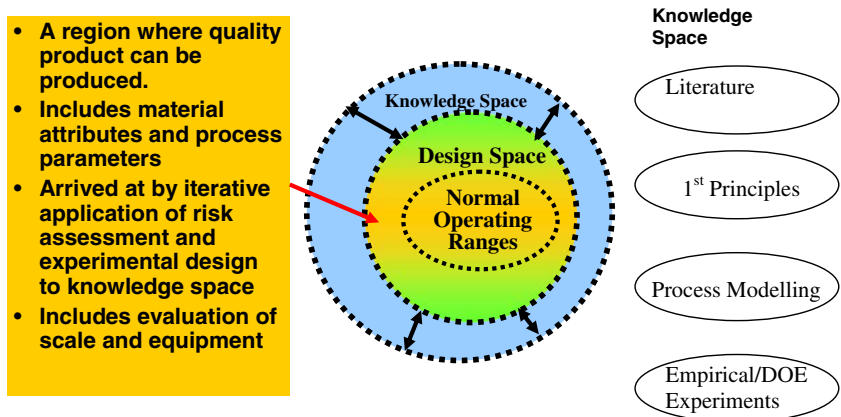 • A region where quality
product can be
produced.
• Includes material
attributes and process
parameters
• Arrived at by iterative
application of risk
assessment and
experimental design
to knowledge space
• Includes evaluation of
scale and equipment
Knowledge Space
Design Space
Normal
Operating
Ranges
Knowledge
Space
Literature
1st Principles
Process Modelling
Empirical/DOE
Experiments